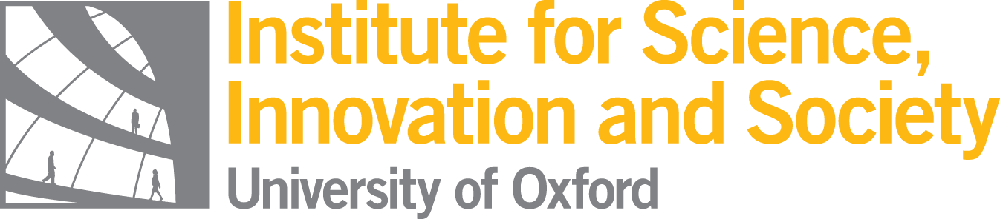 Institute for Science,
Innovation and Society
University of Oxford